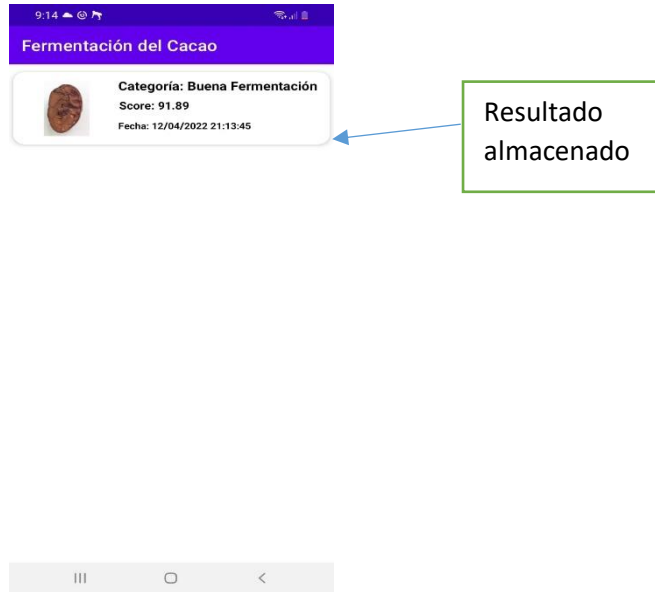 9:14
Fermentación del Cacao
Categoría: Buena Fermentación
Score: 91.89
Fecha: 12/04/2022 21:13:45
Resultado
almacenado